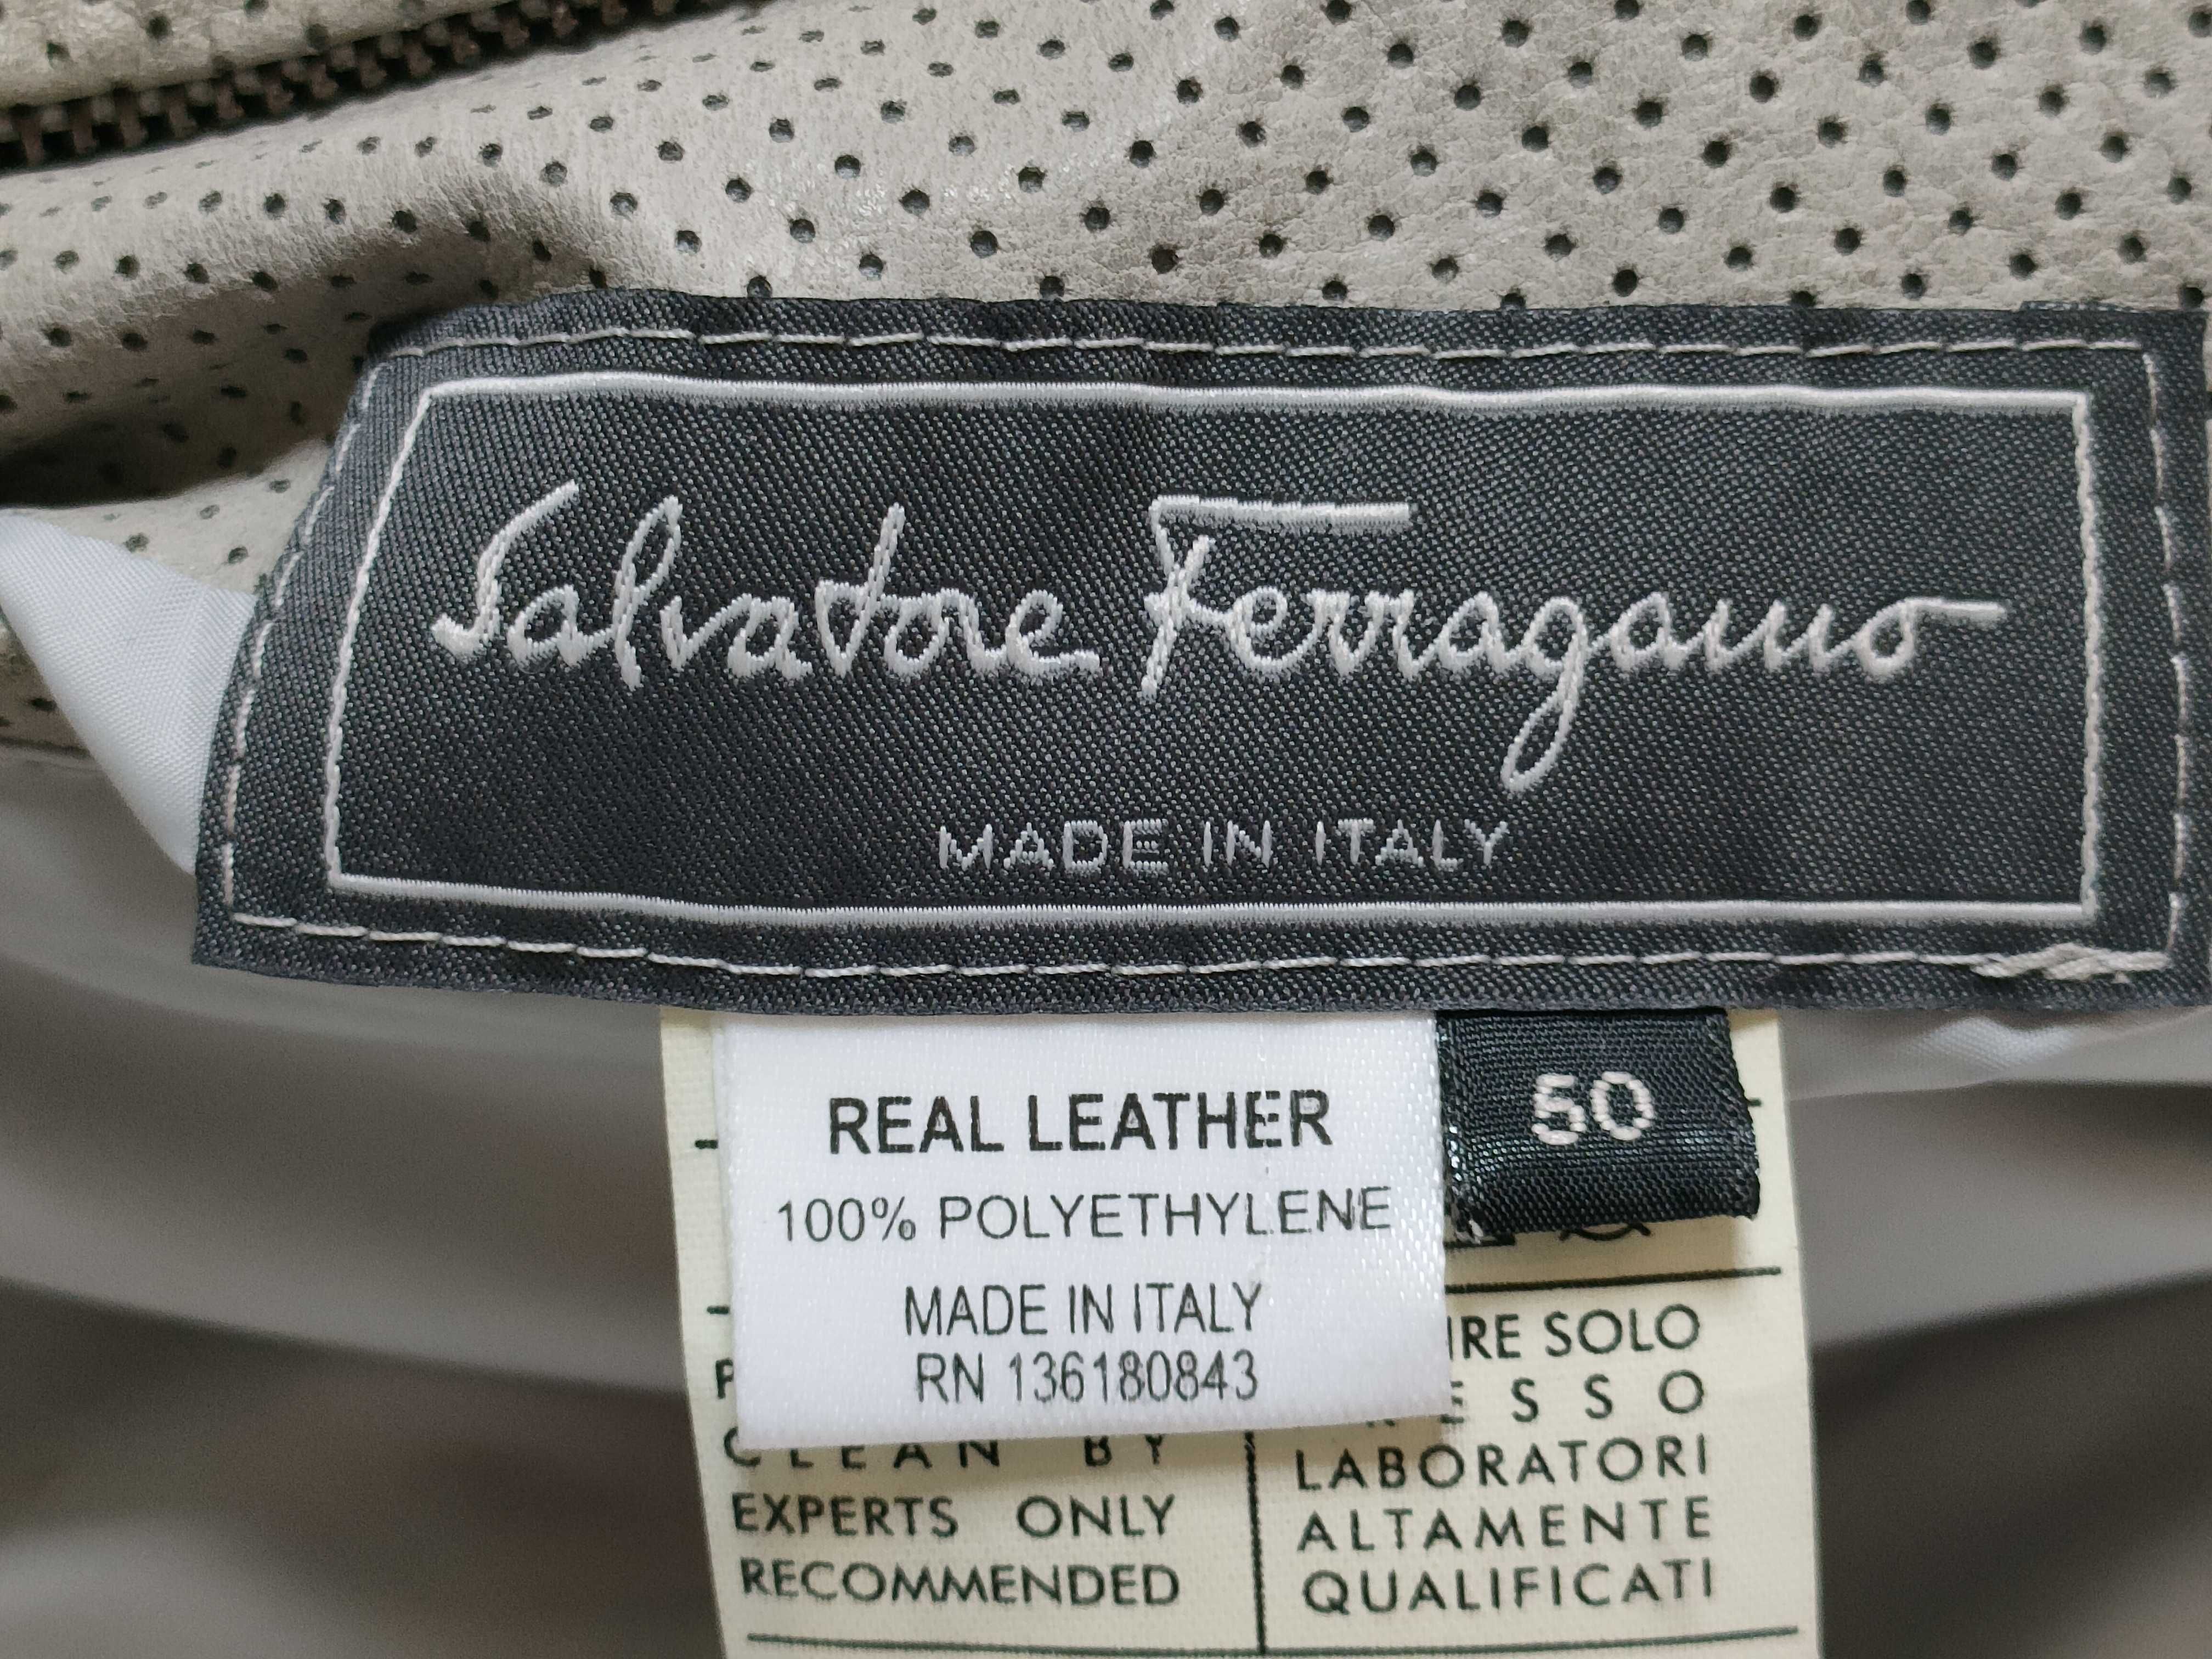 Salvatore Ferragamo
MADE IN ITALY
REAL LEATHER
100% POLYETHYLENE
MADE IN ITALY
RN 136180843
50
CLEAN BY
EXPERTS ONLY
RECOMMENDED
SOLO
LABORATORI
ALTAMENTE
QUALIFICATI